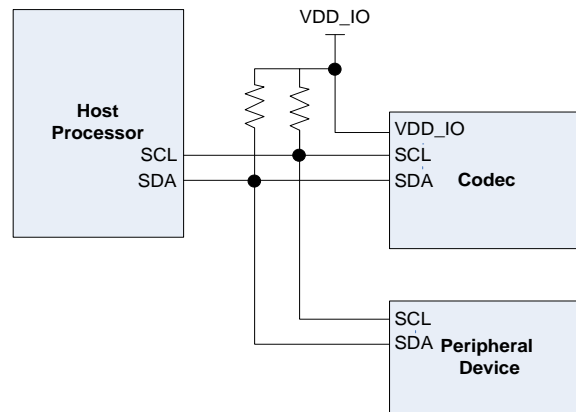 VDD_IO
Host
Processor
SCL
SDA
VDD_IO
SCL
SDA
Codec
SCL
SDA
Peripheral
Device